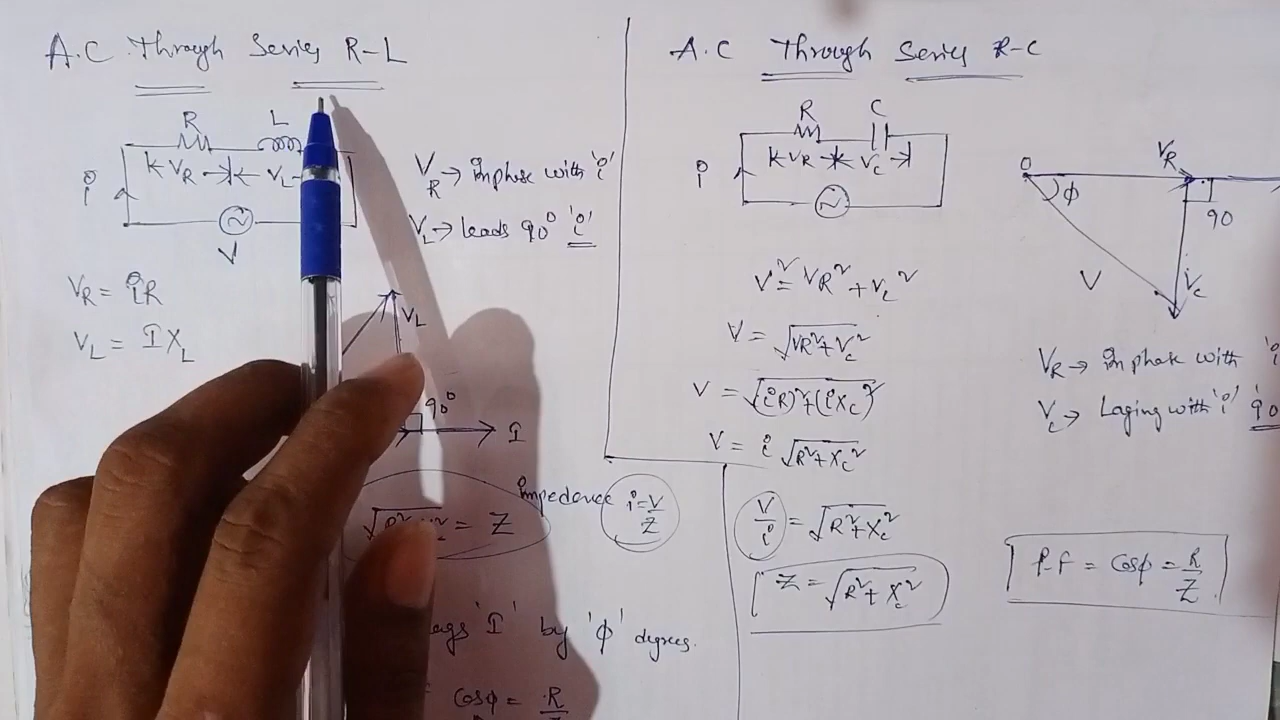 A.C Through Series R-L
R L
i
VR VL
V
VR → inphase with 'i'
VL → leads 90° 'i'
VR = iR
VL = I XL
VL
90°
I
impedence i = V/Z
= Z
'I' by 'φ' degrees.
Cosφ = R/Z
A.C Through Series R-C
R C
i
VR VC
V² = VR² + VC²
V = √VR²+VC²
V = √(iR)²+(iXC)²
V = i √R²+XC²
V/i = √R²+XC²
Z = √R²+XC²
0 VR
φ
90
V VC
VR → inphase with 'i
VC → Laging with 'i' 90
P.F = Cosφ = R/Z